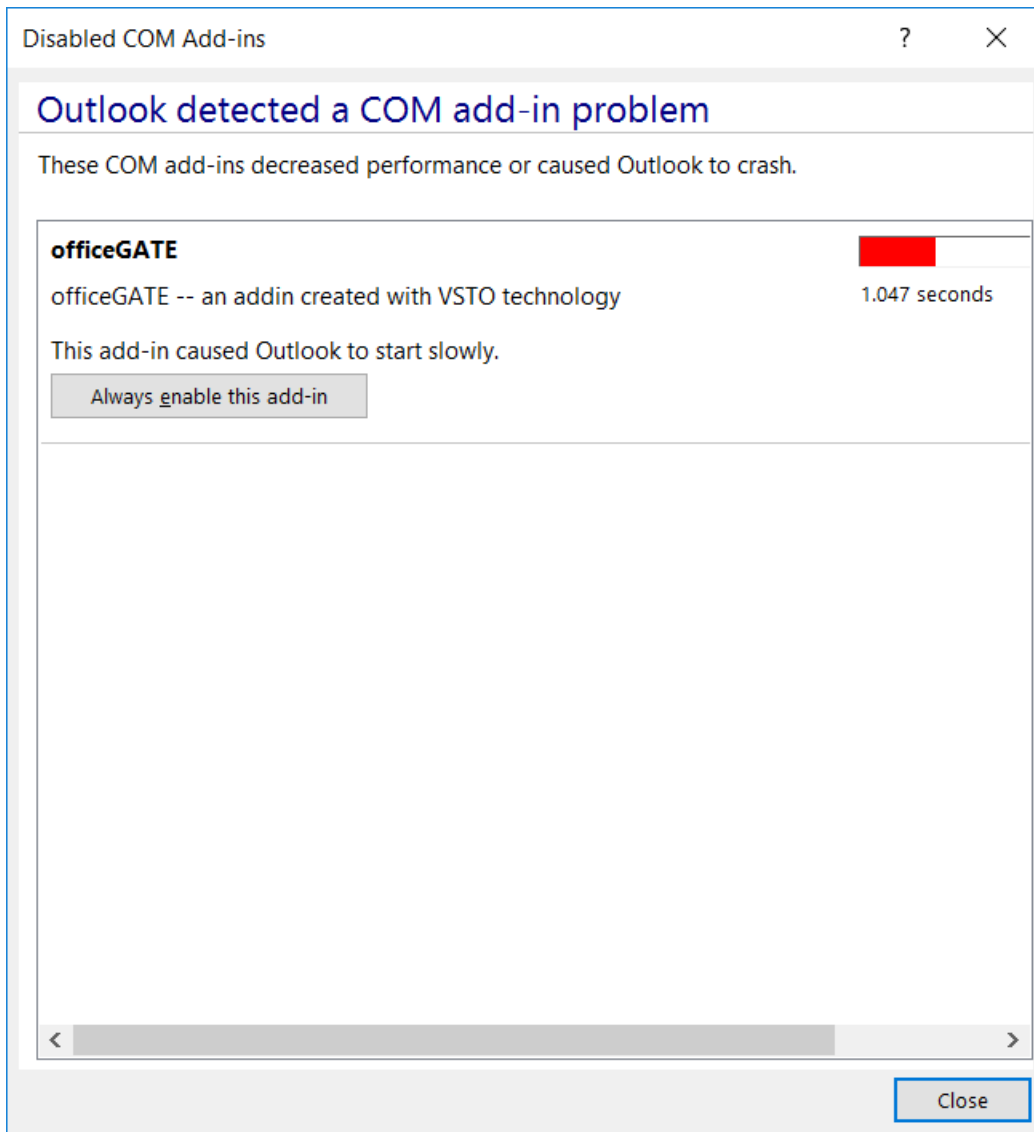 Disabled COM Add-ins ?
Outlook detected a COM add-in problem
These COM add-ins decreased performance or caused Outlook to crash.
officeGATE
officeGATE -- an addin created with VSTO technology
1.047 seconds
This add-in caused Outlook to start slowly.
Always enable this add-in
Close